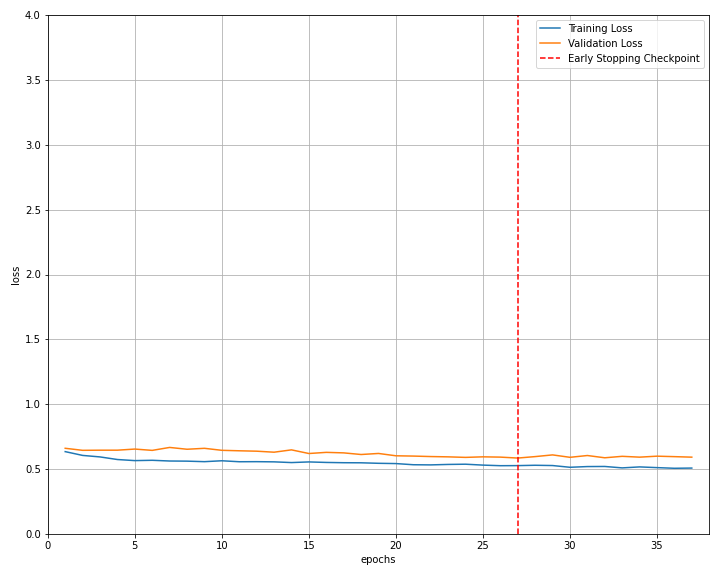 4.0
3.5
3.0
2.5
2.0
1.5
1.0
0.5
0.0
loss
Training Loss
Validation Loss
Early Stopping Checkpoint
0 5 10 15 20 25 30 35
epochs